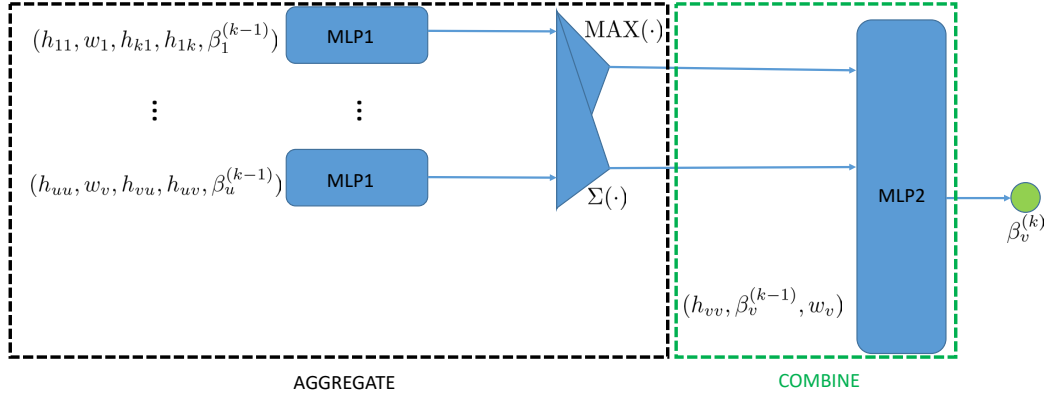 (h_{11}, w_1, h_{k1}, h_{1k}, β_1^{(k-1)})
MLP1
MAX(·)
⋮ ⋮
(h_{uu}, w_v, h_{vu}, h_{uv}, β_u^{(k-1)})
MLP1
Σ(·)
MLP2
β_v^{(k)}
(h_{vv}, β_v^{(k-1)}, w_v)
AGGREGATE
COMBINE